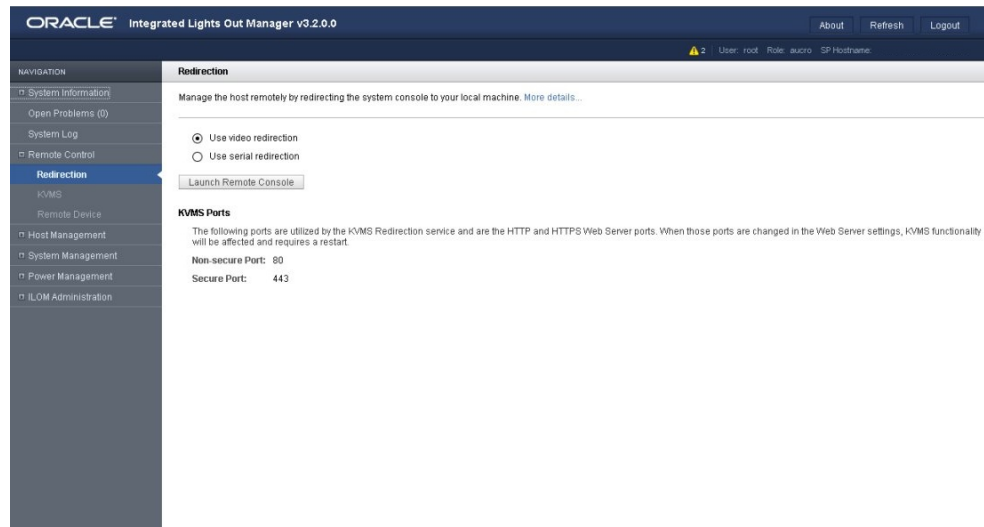 ORACLE® Integrated Lights Out Manager v3.2.0.0
About Refresh Logout
2 User: root Role: aucro SP Hostname:
NAVIGATION
System Information
Open Problems (0)
System Log
Remote Control
Redirection
KVMS
Remote Device
Host Management
System Management
Power Management
ILOM Administration
Redirection
Manage the host remotely by redirecting the system console to your local machine. More details...
Use video redirection
Use serial redirection
Launch Remote Console
KVMS Ports
The following ports are utilized by the KVMS Redirection service and are the HTTP and HTTPS Web Server ports. When those ports are changed in the Web Server settings, KVMS functionality
will be affected and requires a restart.
Non-secure Port: 80
Secure Port: 443